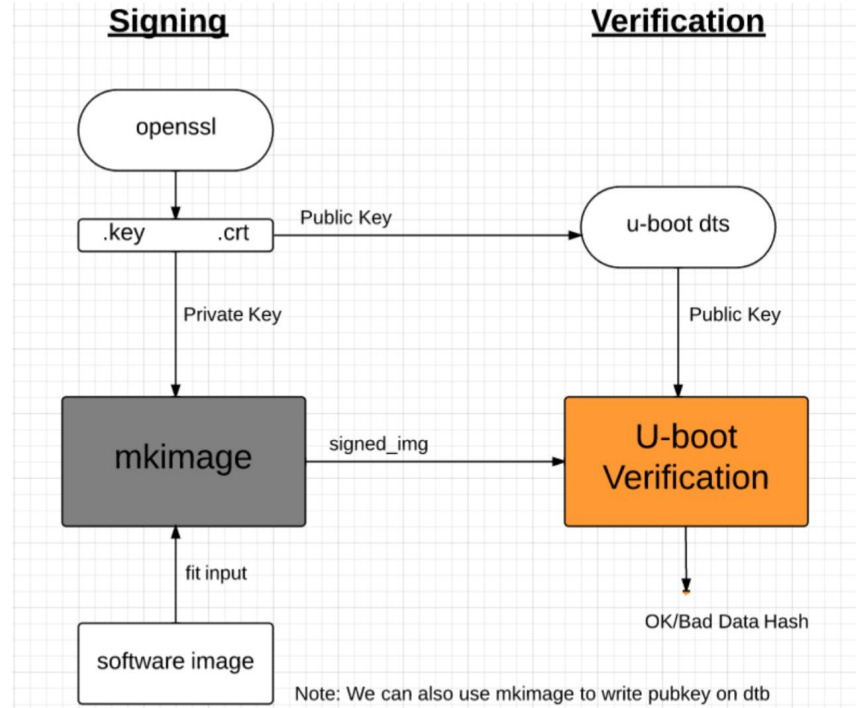 Signing
Verification
openssl
.key .crt
Public Key
u-boot dts
Private Key
Public Key
mkimage
signed_img
U-boot
Verification
fit input
OK/Bad Data Hash
software image
Note: We can also use mkimage to write pubkey on dtb